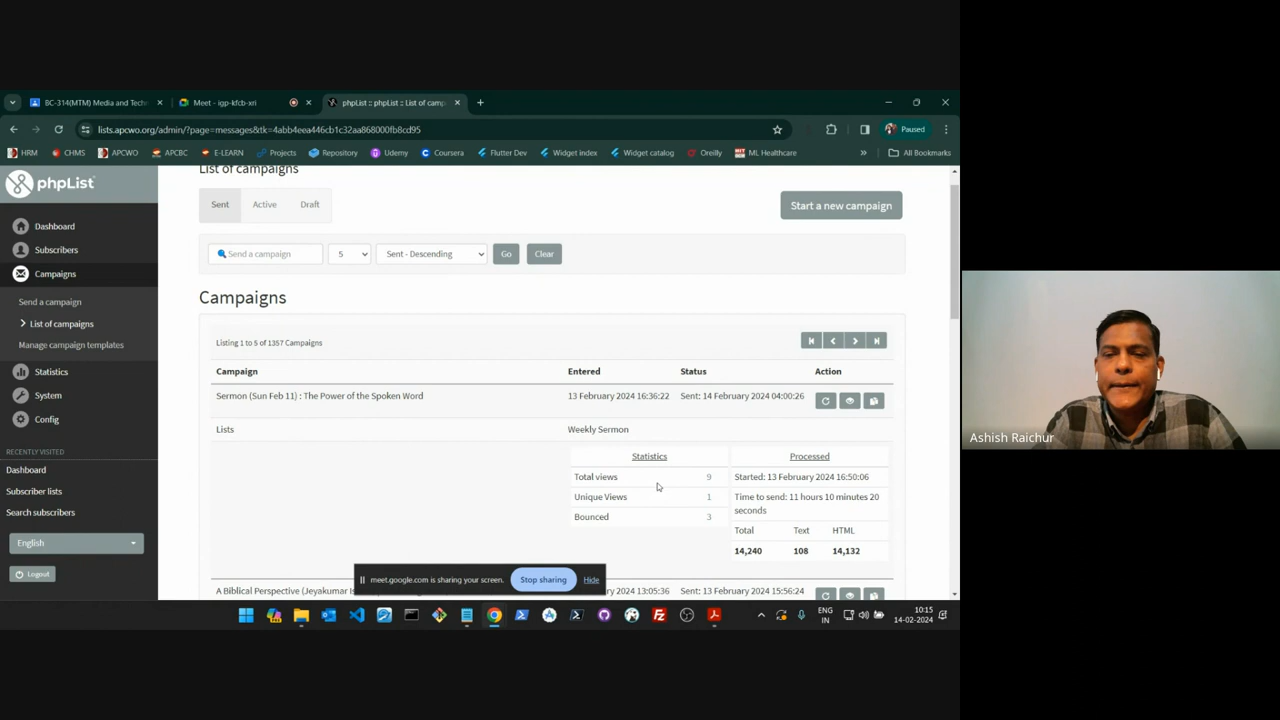 BC-314(MTM) Media and Tech
Meet - igp-kfcb-xri
phpList :: phpList :: List of camp
lists.apcwo.org/admin/?page=messages&tk=4abb4eea446cb1c32aa868000fb8cd95
Paused
HRM
CHMS
APCWO
APCBC
E-LEARN
Projects
Repository
Udemy
Coursera
Flutter Dev
Widget index
Widget catalog
Oreilly
ML Healthcare
All Bookmarks
phpList
Dashboard
Subscribers
Campaigns
Send a campaign
List of campaigns
Manage campaign templates
Statistics
System
Config
RECENTLY VISITED
Dashboard
Subscriber lists
Search subscribers
English
Logout
List of campaigns
Sent Active Draft
Start a new campaign
Send a campaign 5 Sent - Descending Go Clear
Campaigns
Listing 1 to 5 of 1357 Campaigns
Campaign Entered Status Action
Sermon (Sun Feb 11) : The Power of the Spoken Word 13 February 2024 16:36:22 Sent: 14 February 2024 04:00:26
Lists Weekly Sermon
Statistics
Total views 9
Unique Views 1
Bounced 3
Processed
Started: 13 February 2024 16:50:06
Time to send: 11 hours 10 minutes 20
seconds
Total Text HTML
14,240 108 14,132
A Biblical Perspective (Jeyakumar 13:05:36 Sent: 13 February 2024 15:56:24
meet.google.com is sharing your screen. Stop sharing Hide
ENG
IN
10:15
14-02-2024
Ashish Raichur